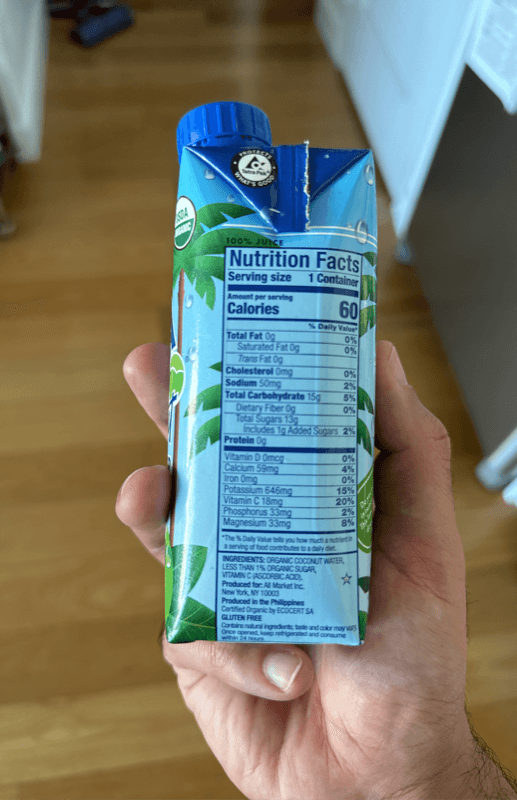 PROTECTS
Tetra Pak
WHAT'S GOOD
USDA
ORGANIC
100% JUICE
Nutrition Facts
Serving size 1 Container
Amount per serving
Calories 60
% Daily Value*
Total Fat 0g 0%
Saturated Fat 0g 0%
Trans Fat 0g
Cholesterol 0mg 0%
Sodium 50mg 2%
Total Carbohydrate 15g 5%
Dietary Fiber 0g 0%
Total Sugars 13g
Includes 1g Added Sugars 2%
Protein 0g
Vitamin D 0mcg 0%
Calcium 59mg 4%
Iron 0mg 0%
Potassium 646mg 15%
Vitamin C 18mg 20%
Phosphorus 33mg 2%
Magnesium 33mg 8%
*The % Daily Value tells you how much a nutrient in
a serving of food contributes to a daily diet.
INGREDIENTS: ORGANIC COCONUT WATER,
LESS THAN 1% ORGANIC SUGAR,
VITAMIN C (ASCORBIC ACID).
Produced for: All Market Inc.
New York, NY 10003
Produced in the Philippines
Certified Organic by ECOCERT SA
GLUTEN FREE
Contains natural ingredients; taste and color may vary.
Once opened, keep refrigerated and consume
within 24 hours.